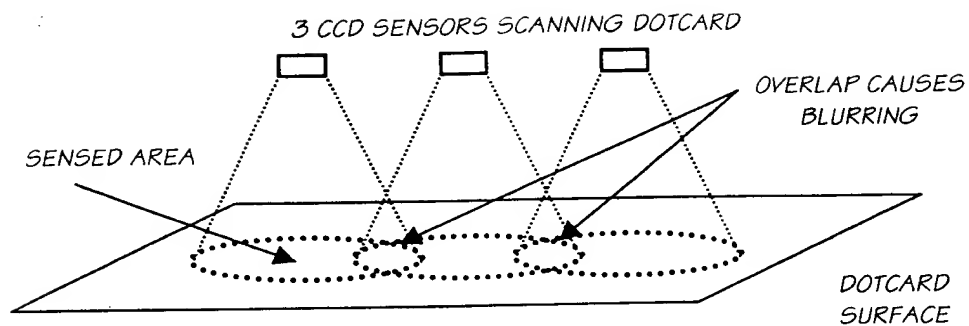 3 CCD SENSORS SCANNING DOTCARD
OVERLAP CAUSES
BLURRING
SENSED AREA
DOTCARD
SURFACE